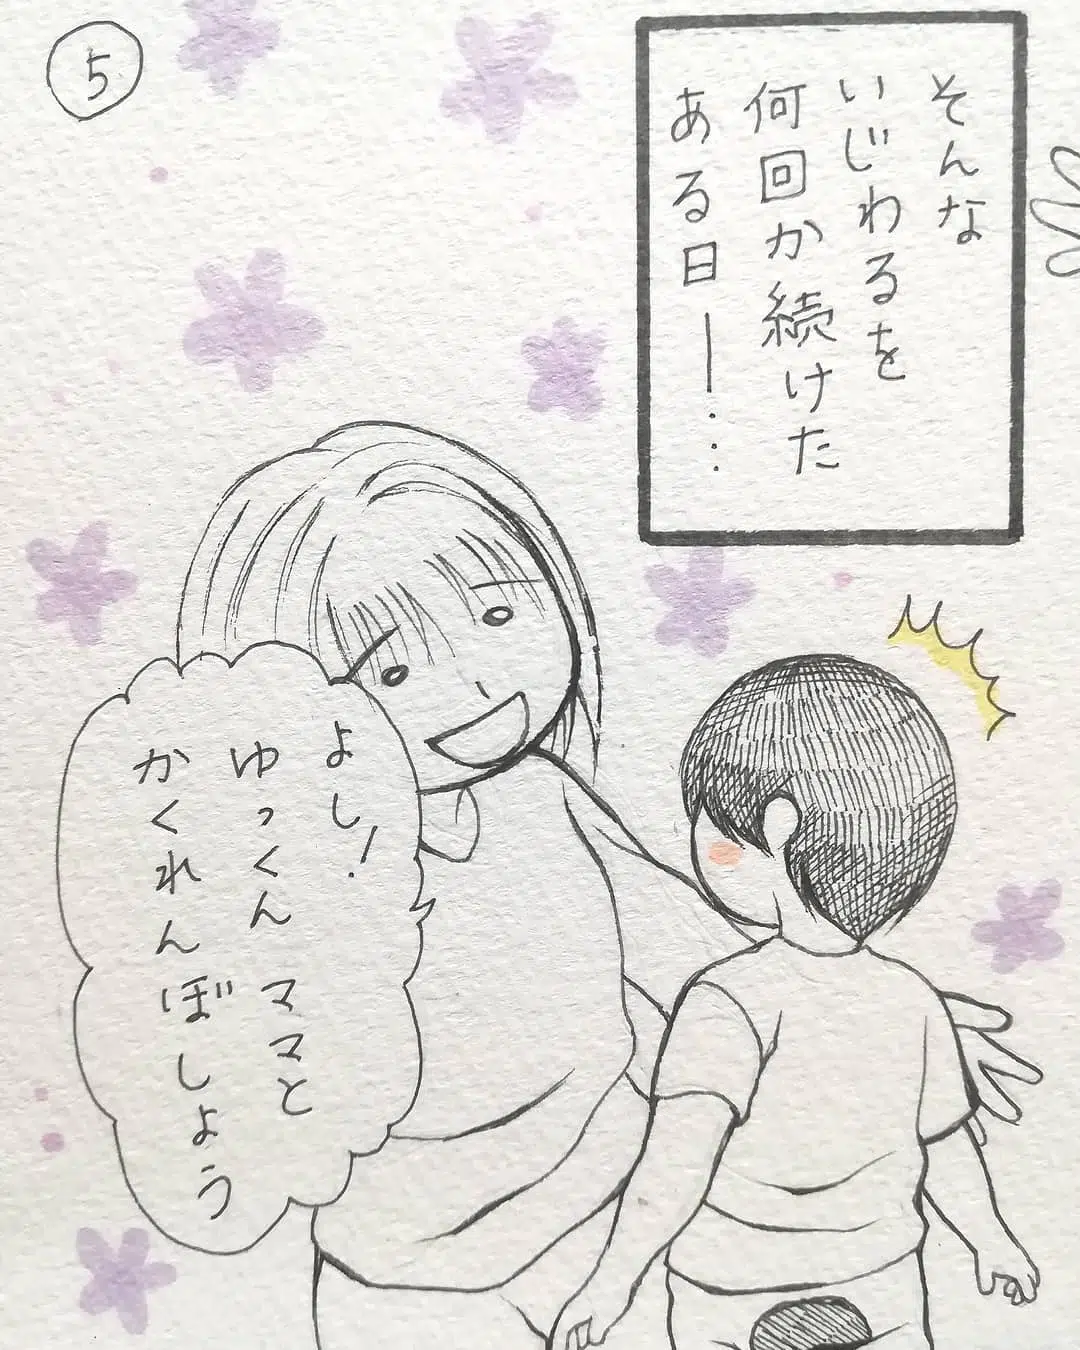 5
そんな
いじわるを
何回か続けた
ある日ー‥‥
よし!
ゆっくん ママと
かくれんぼしよう